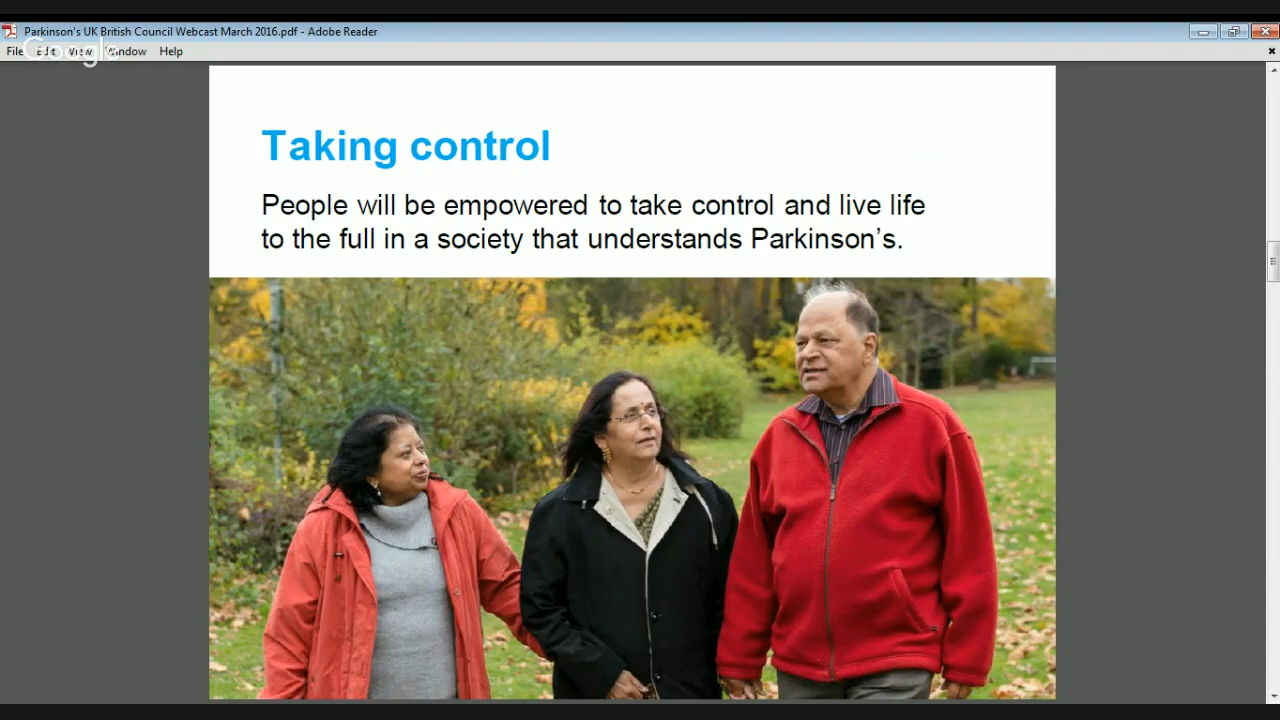 Parkinson's UK British Council Webcast March 2016.pdf - Adobe Reader
File Edit View Window Help
Google
Taking control
People will be empowered to take control and live life
to the full in a society that understands Parkinson’s.